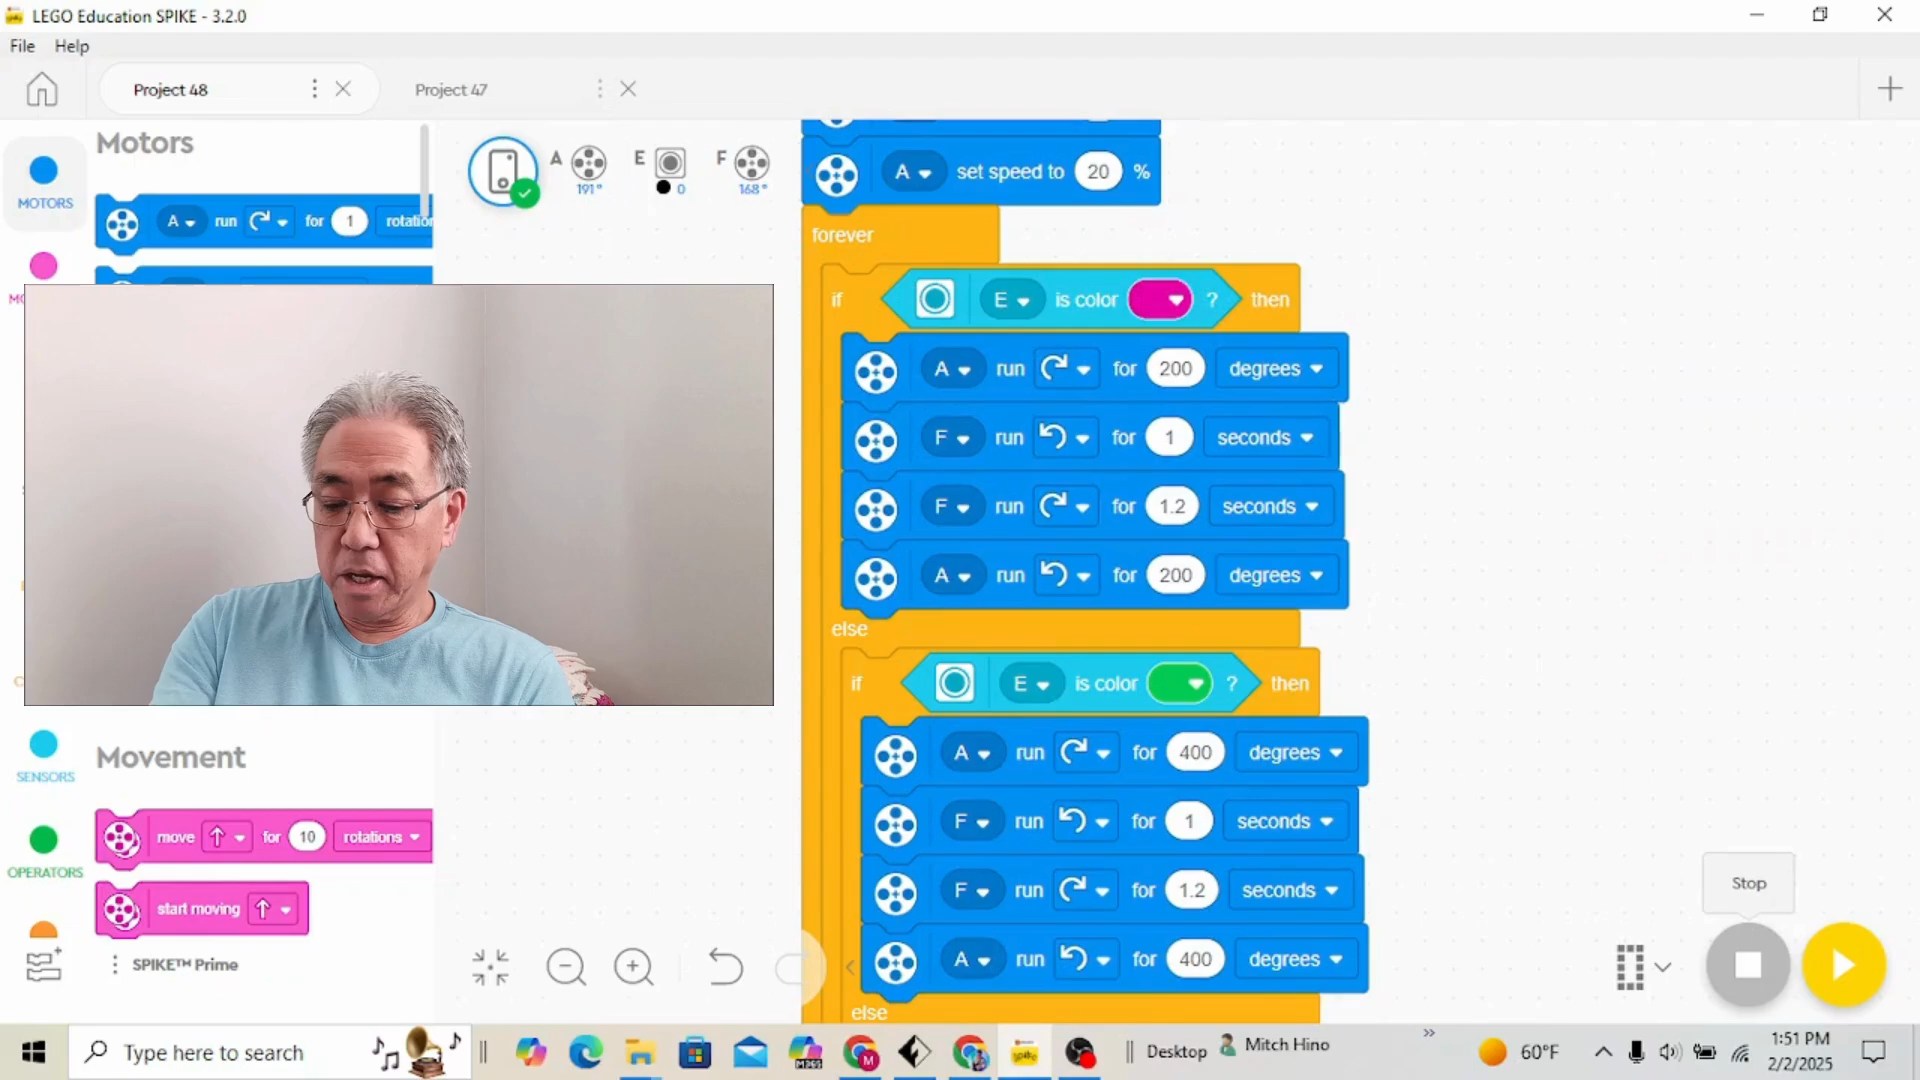 LEGO Education SPIKE - 3.2.0
File Help
Project 48 Project 47
Motors
MOTORS
A run for 1
A 191° E 0 F 168°
A set speed to 20 %
forever
if E is color ? then
A run for 200 degrees
F run for 1 seconds
F run for 1.2 seconds
A run for 200 degrees
else
if E is color ? then
A run for 400 degrees
F run for 1 seconds
F run for 1.2 seconds
A run for 400 degrees
else
SENSORS
Movement
move for 10 rotations
OPERATORS
start moving
SPIKE™ Prime
Stop
Type here to search
Desktop
Mitch Hino
60°F
1:51 PM
2/2/2025